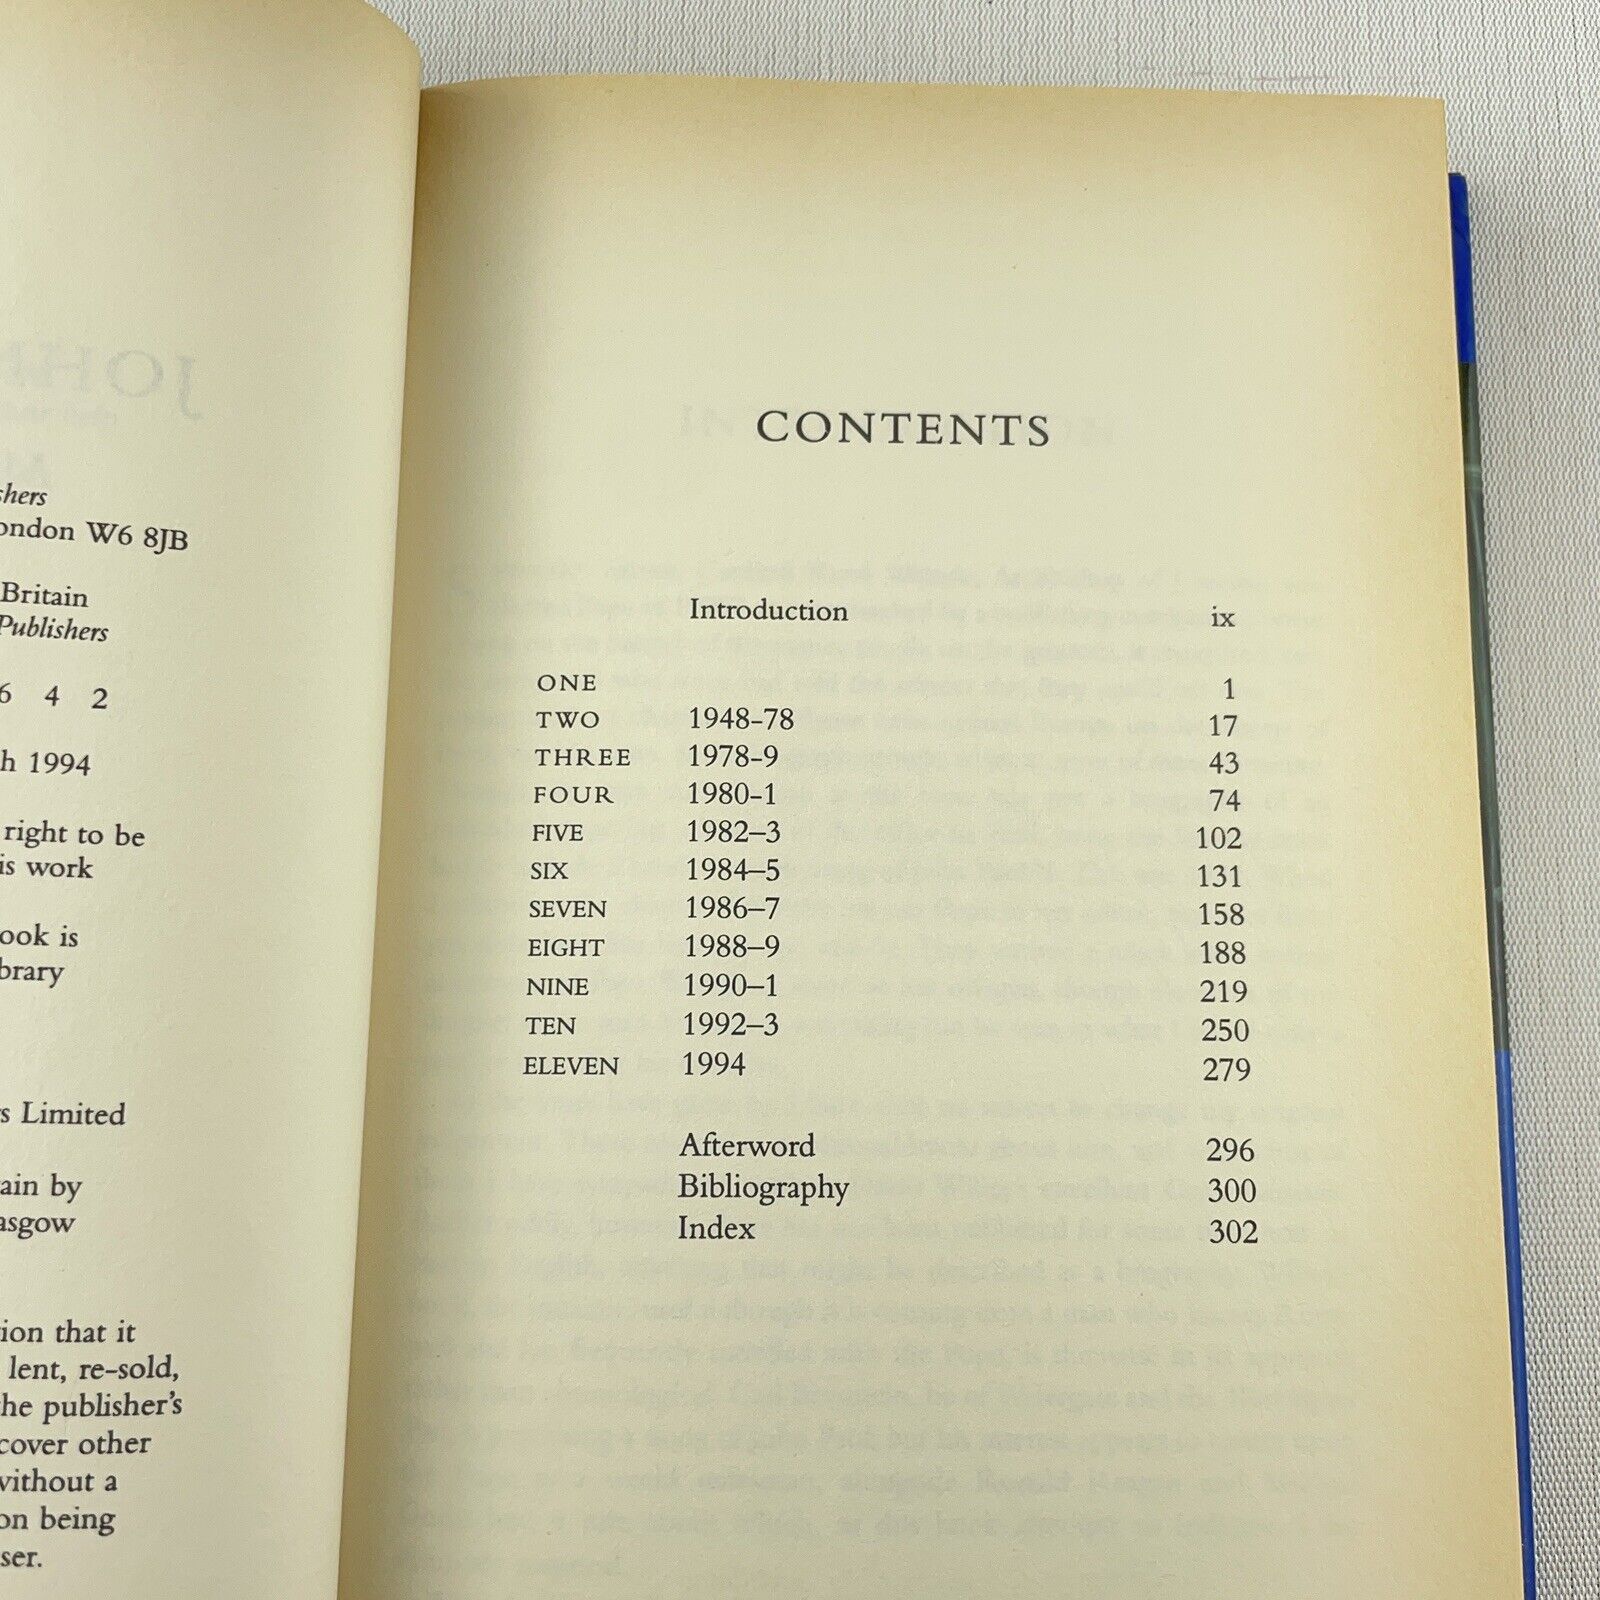 shers
ondon W6 8JB
Britain
Publishers
6 4 2
h 1994
right to be
is work
ook is
brary
s Limited
ain by
asgow
ion that it
lent, re-sold,
he publisher's
cover other
without a
on being
ser.
CONTENTS
Introduction ix
ONE 1
TWO 1948-78 17
THREE 1978-9 43
FOUR 1980-1 74
FIVE 1982–3 102
SIX 1984–5 131
SEVEN 1986–7 158
EIGHT 1988–9 188
NINE 1990–1 219
TEN 1992–3 250
ELEVEN 1994 279
Afterword 296
Bibliography 300
Index 302